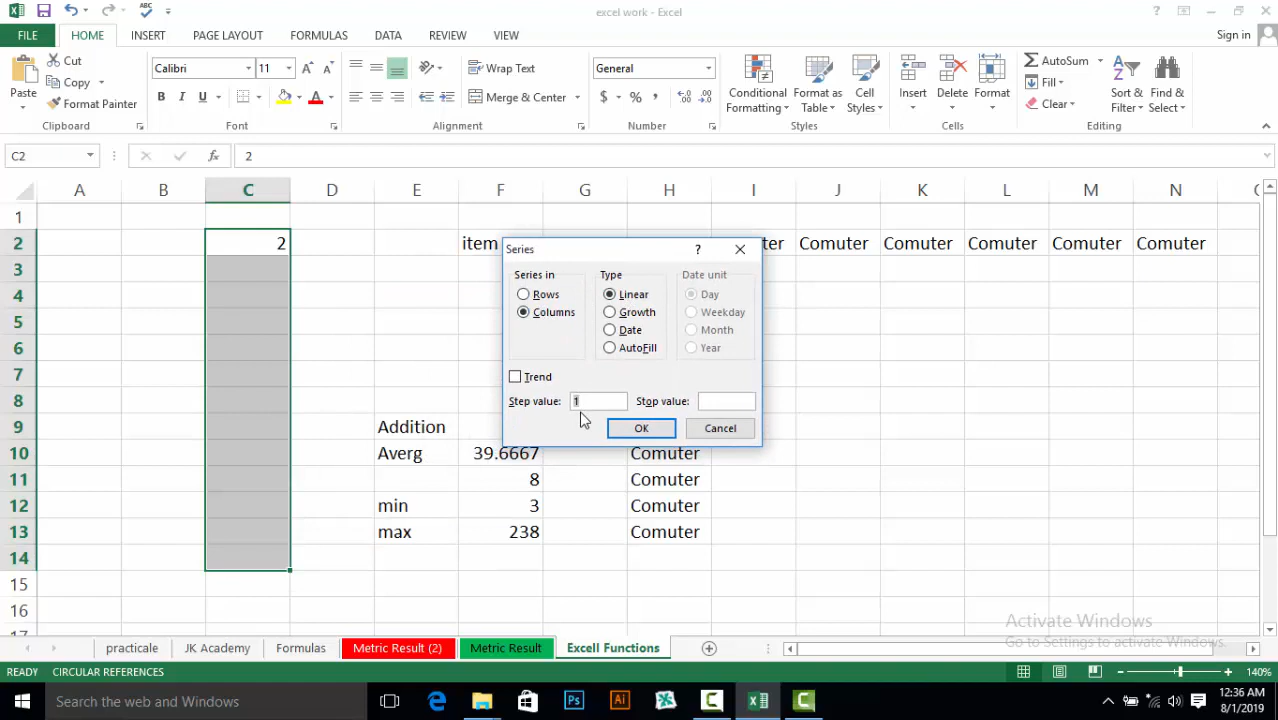 excel work - Excel
?
FILE HOME INSERT PAGE LAYOUT FORMULAS DATA REVIEW VIEW Sign in
Paste
Cut
Copy
Format Painter
Clipboard
Calibri 11
B I U
Font
Wrap Text
Merge & Center
Alignment
General
$ % ,
Number
Conditional Formatting
Format as Table
Cell Styles
Styles
Insert Delete Format
Cells
AutoSum
Fill
Clear
Sort & Filter
Find & Select
Editing
C2 fx 2
A B C D E F G H I J K L M N
1
2 2 item Comuter Comuter Comuter Comuter Comuter
3
4
5
6
7
8
9 Addition
10 Averg 39.6667 Comuter
11 8 Comuter
12 min 3 Comuter
13 max 238 Comuter
14
15
16
17
Series ?
Series in Type Date unit
Rows Linear Day
Columns Growth Weekday
Date Month
AutoFill Year
Trend
Step value: 1 Stop value:
OK Cancel
Activate Windows
Go to Settings to activate Windows.
practicale JK Academy Formulas Metric Result (2) Metric Result Excell Functions
READY CIRCULAR REFERENCES 140%
Search the web and Windows
Ps Ai
12:36 AM
8/1/2019